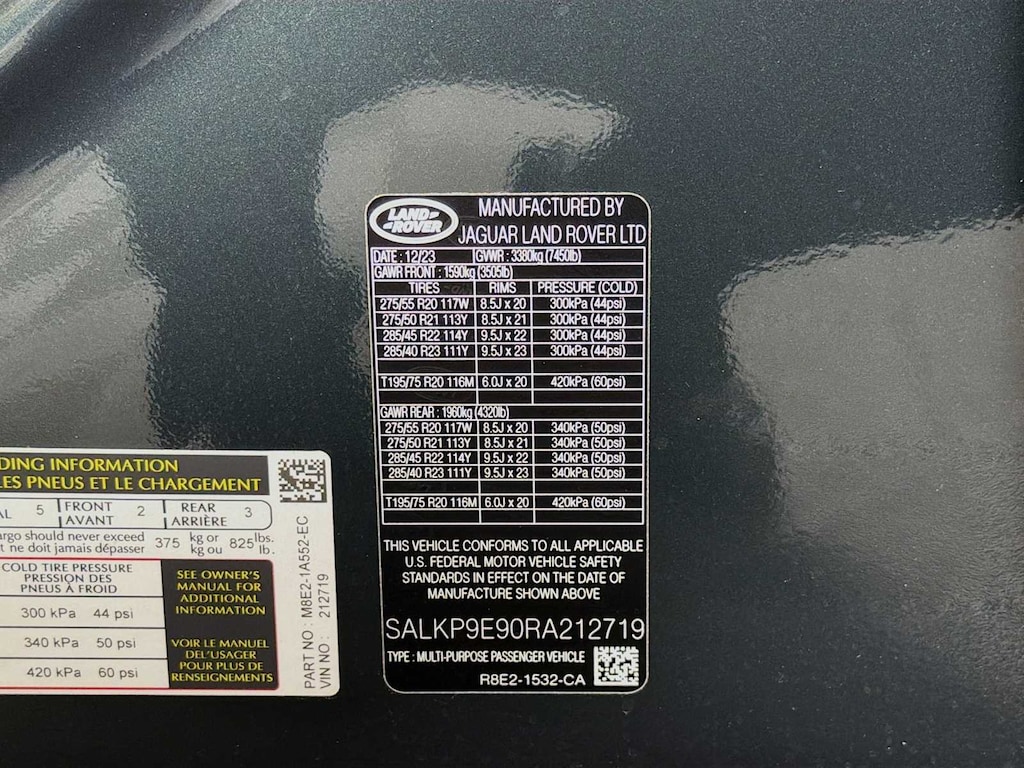 LAND ROVER
MANUFACTURED BY
JAGUAR LAND ROVER LTD
DATE : 12/23 GVWR : 3380kg (7450lb)
GAWR FRONT : 1590kg (3505lb)
TIRES RIMS PRESSURE (COLD)
275/55 R20 117W 8.5J x 20 300kPa (44psi)
275/50 R21 113Y 8.5J x 21 300kPa (44psi)
285/45 R22 114Y 9.5J x 22 300kPa (44psi)
285/40 R23 111Y 9.5J x 23 300kPa (44psi)
T195/75 R20 116M 6.0J x 20 420kPa (60psi)
GAWR REAR : 1960kg (4320lb)
275/55 R20 117W 8.5J x 20 340kPa (50psi)
275/50 R21 113Y 8.5J x 21 340kPa (50psi)
285/45 R22 114Y 9.5J x 22 340kPa (50psi)
285/40 R23 111Y 9.5J x 23 340kPa (50psi)
T195/75 R20 116M 6.0J x 20 420kPa (60psi)
THIS VEHICLE CONFORMS TO ALL APPLICABLE
U.S. FEDERAL MOTOR VEHICLE SAFETY
STANDARDS IN EFFECT ON THE DATE OF
MANUFACTURE SHOWN ABOVE
SALKP9E90RA212719
TYPE : MULTI-PURPOSE PASSENGER VEHICLE
R8E2-1532-CA
DING INFORMATION
LES PNEUS ET LE CHARGEMENT
AL 5 FRONT AVANT 2 REAR ARRIÈRE 3
argo should never exceed 375 kg or 825 lbs.
t ne doit jamais dépasser kg ou lb.
COLD TIRE PRESSURE
PRESSION DES
PNEUS À FROID
300 kPa 44 psi
340 kPa 50 psi
420 kPa 60 psi
SEE OWNER'S
MANUAL FOR
ADDITIONAL
INFORMATION
VOIR LE MANUEL
DEL'USAGER
POUR PLUS DE
RENSEIGNEMENTS
PART NO : M8E2-1A552-EC
VIN NO : 212719